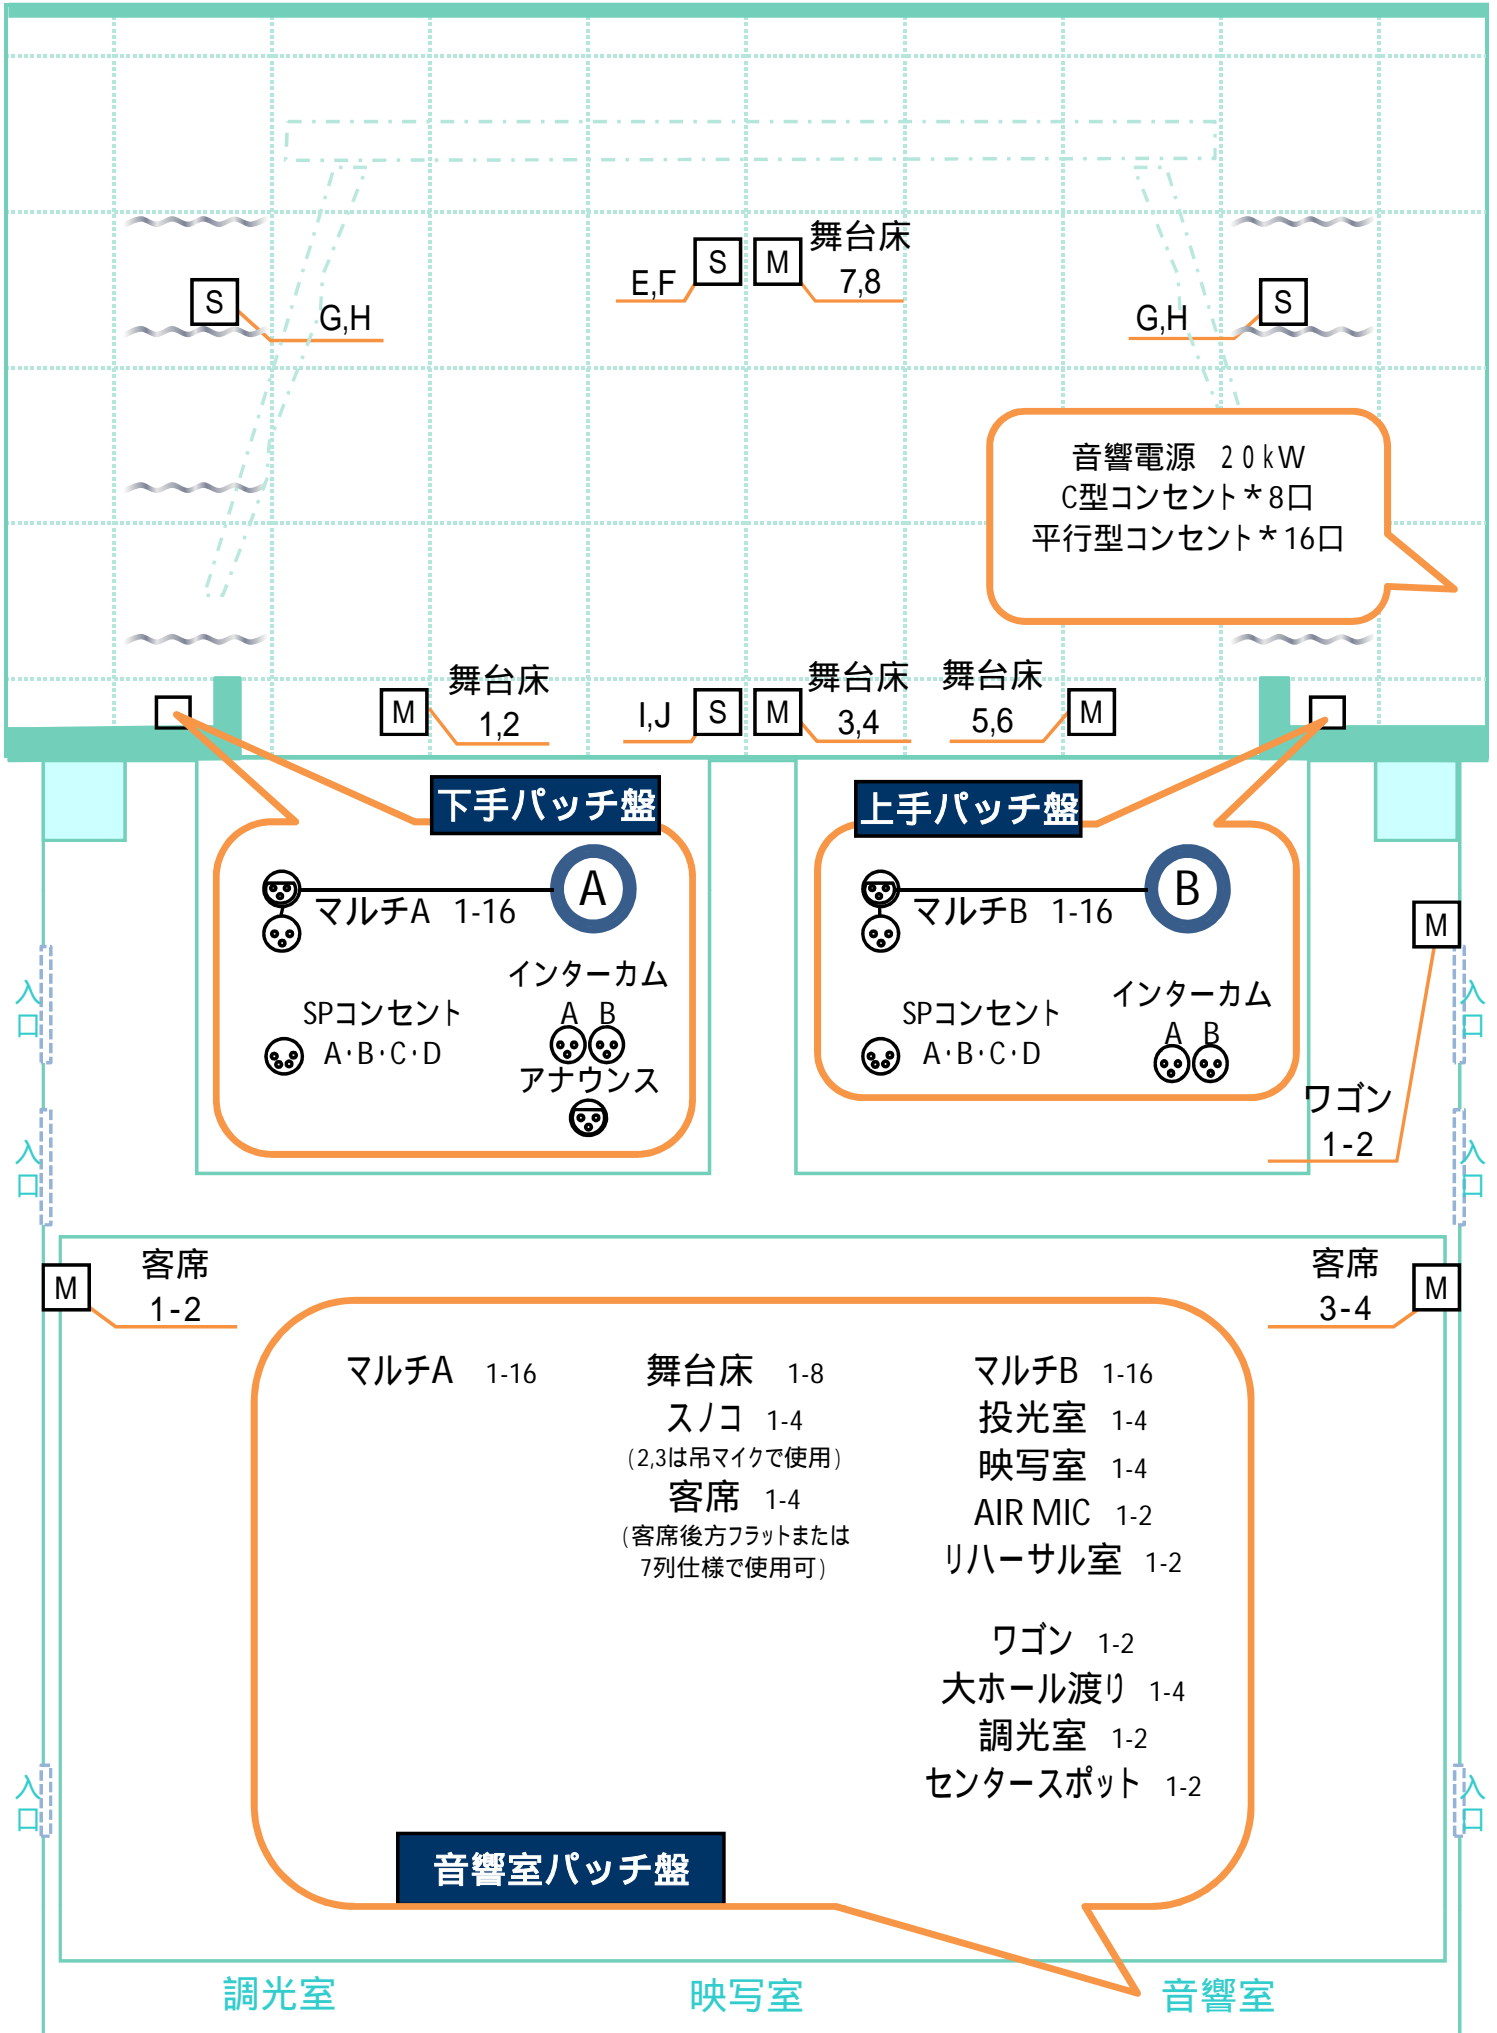 舞台床
7,8
S
M
E,F
S
G,H
G,H
S
音響電源　20kW
C型コンセント*8口
平行型コンセント*16口
M
舞台床
1,2
I,J
S
M
舞台床
3,4
舞台床
5,6
M
下手パッチ盤
A
マルチA　1-16
インターカム
A　B
SPコンセント
A・B・C・D
アナウンス
上手パッチ盤
B
マルチB　1-16
インターカム
A　B
SPコンセント
A・B・C・D
M
ワゴン
1-2
入口
入口
入口
入口
M
客席
1-2
客席
3-4
M
マルチA　1-16
舞台床　1-8
スノコ　1-4
(2,3は吊マイクで使用)
客席　1-4
(客席後方フラットまたは
7列仕様で使用可)
マルチB　1-16
投光室　1-4
映写室　1-4
AIR MIC　1-2
リハーサル室　1-2
ワゴン　1-2
大ホール渡り　1-4
調光室　1-2
センタースポット　1-2
入口
入口
音響室パッチ盤
調光室
映写室
音響室